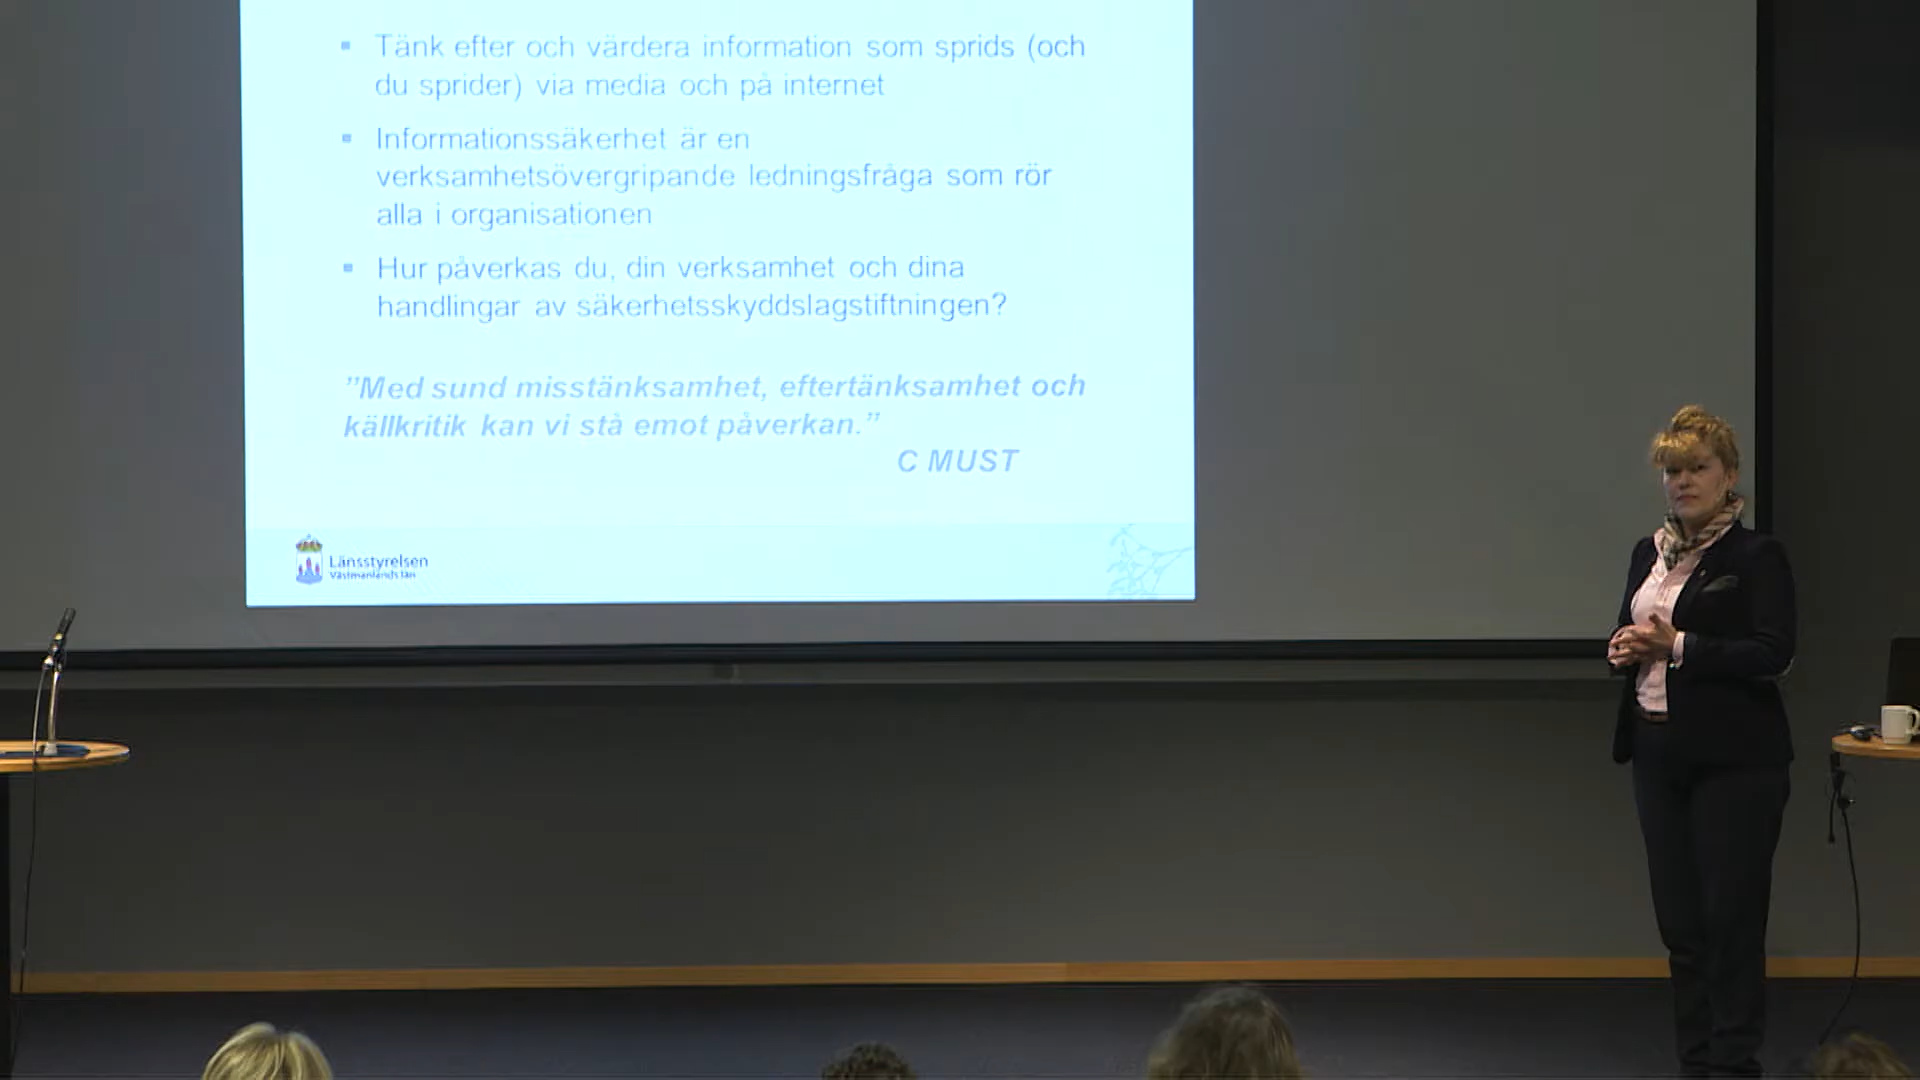 ▪ Tänk efter och värdera information som sprids (och
du sprider) via media och på internet
▪ Informationssäkerhet är en
verksamhetsövergripande ledningsfråga som rör
alla i organisationen
▪ Hur påverkas du, din verksamhet och dina
handlingar av säkerhetsskyddslagstiftningen?
”Med sund misstänksamhet, eftertänksamhet och
källkritik kan vi stå emot påverkan.”
C MUST
Länsstyrelsen
Västmanlands län